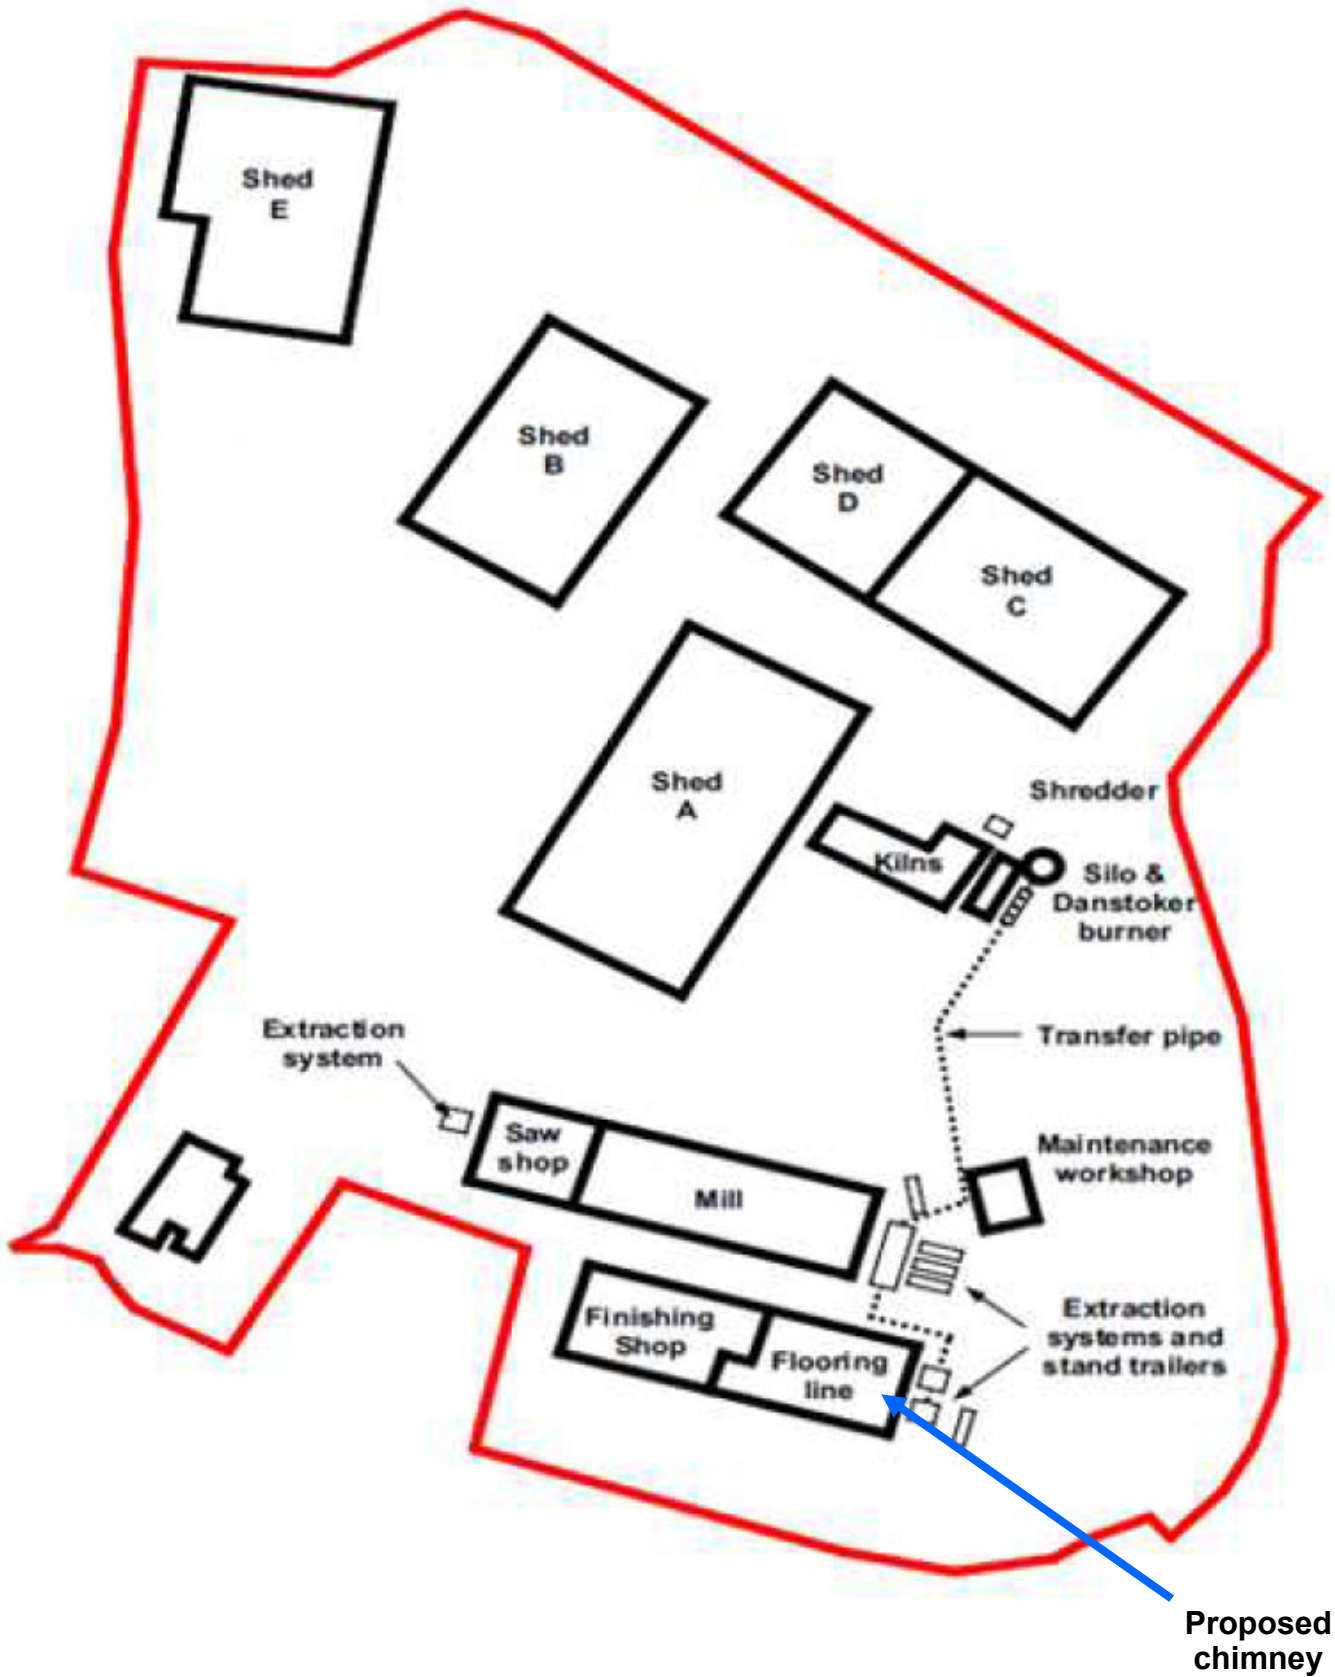 Shed
E
Shed
B
Shed
D
Shed
C
Shed
A
Shredder
Kilns
Silo &
Danstoker
burner
Extraction
system
Transfer pipe
Saw
shop
Mill
Maintenance
workshop
Finishing
Shop
Flooring
line
Extraction
systems and
stand trailers
Proposed
chimney